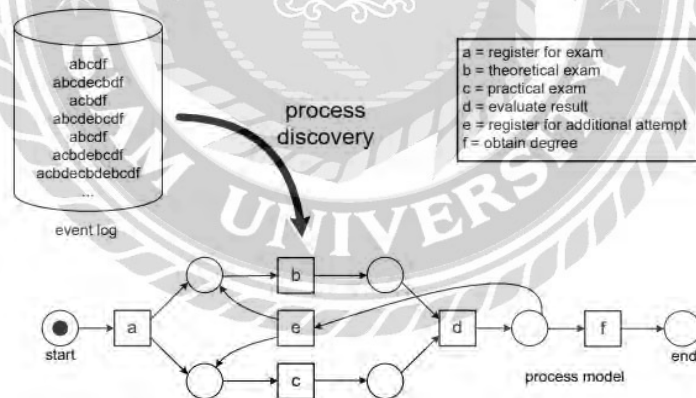 abcdf
abcdecbdf
acbdf
abcdebcdf
abcdf
acbdebcdf
acbdecbdebcdf
...
event log
process
discovery
a = register for exam
b = theoretical exam
c = practical exam
d = evaluate result
e = register for additional attempt
f = obtain degree
UNIVERSITY
b
a
e
d
f
c
start
end
process model